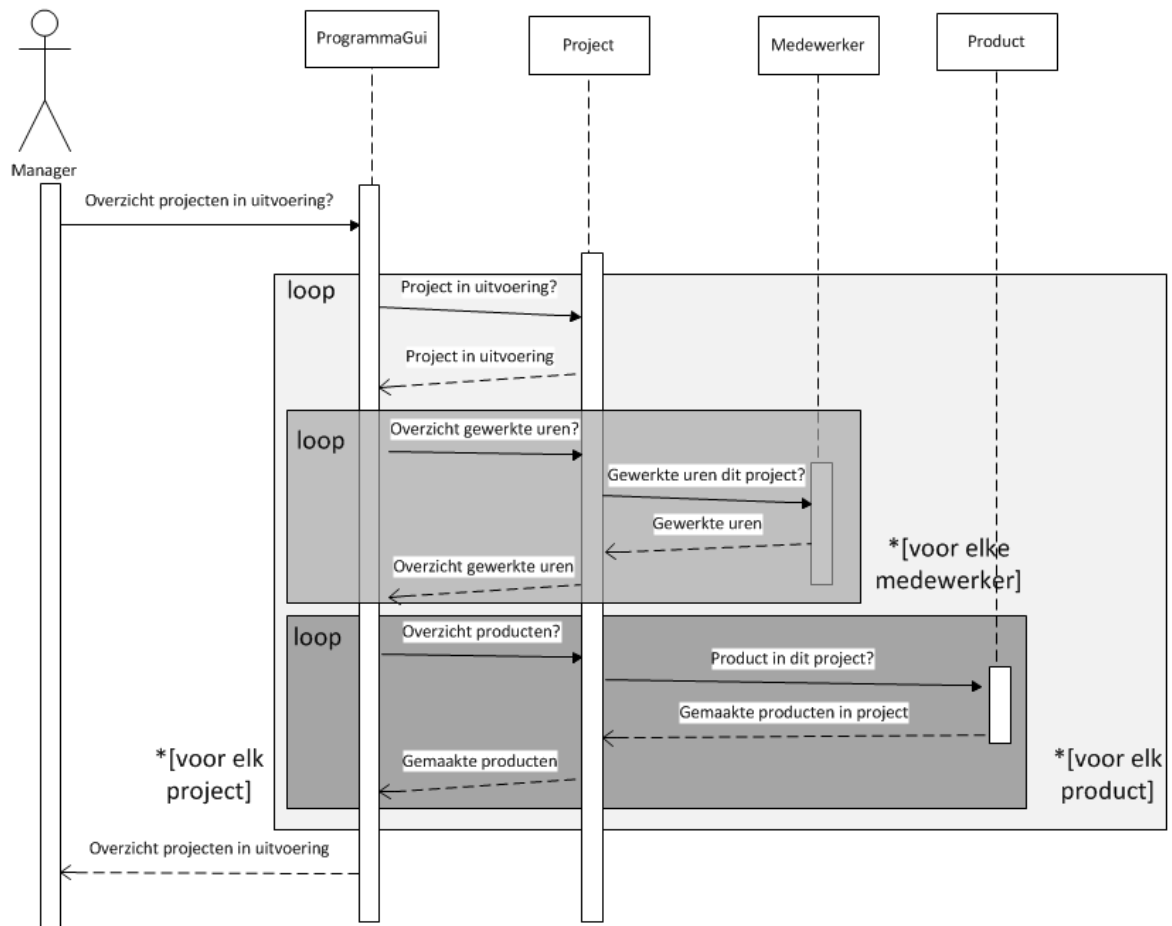 ProgrammaGui
Project
Medewerker
Product
Manager
Overzicht projecten in uitvoering?
loop
Project in uitvoering?
Project in uitvoering
loop
Overzicht gewerkte uren?
Gewerkte uren dit project?
Gewerkte uren
Overzicht gewerkte uren
*[voor elke
medewerker]
loop
Overzicht producten?
Product in dit project?
Gemaakte producten in project
Gemaakte producten
*[voor elk
project]
*[voor elk
product]
Overzicht projecten in uitvoering